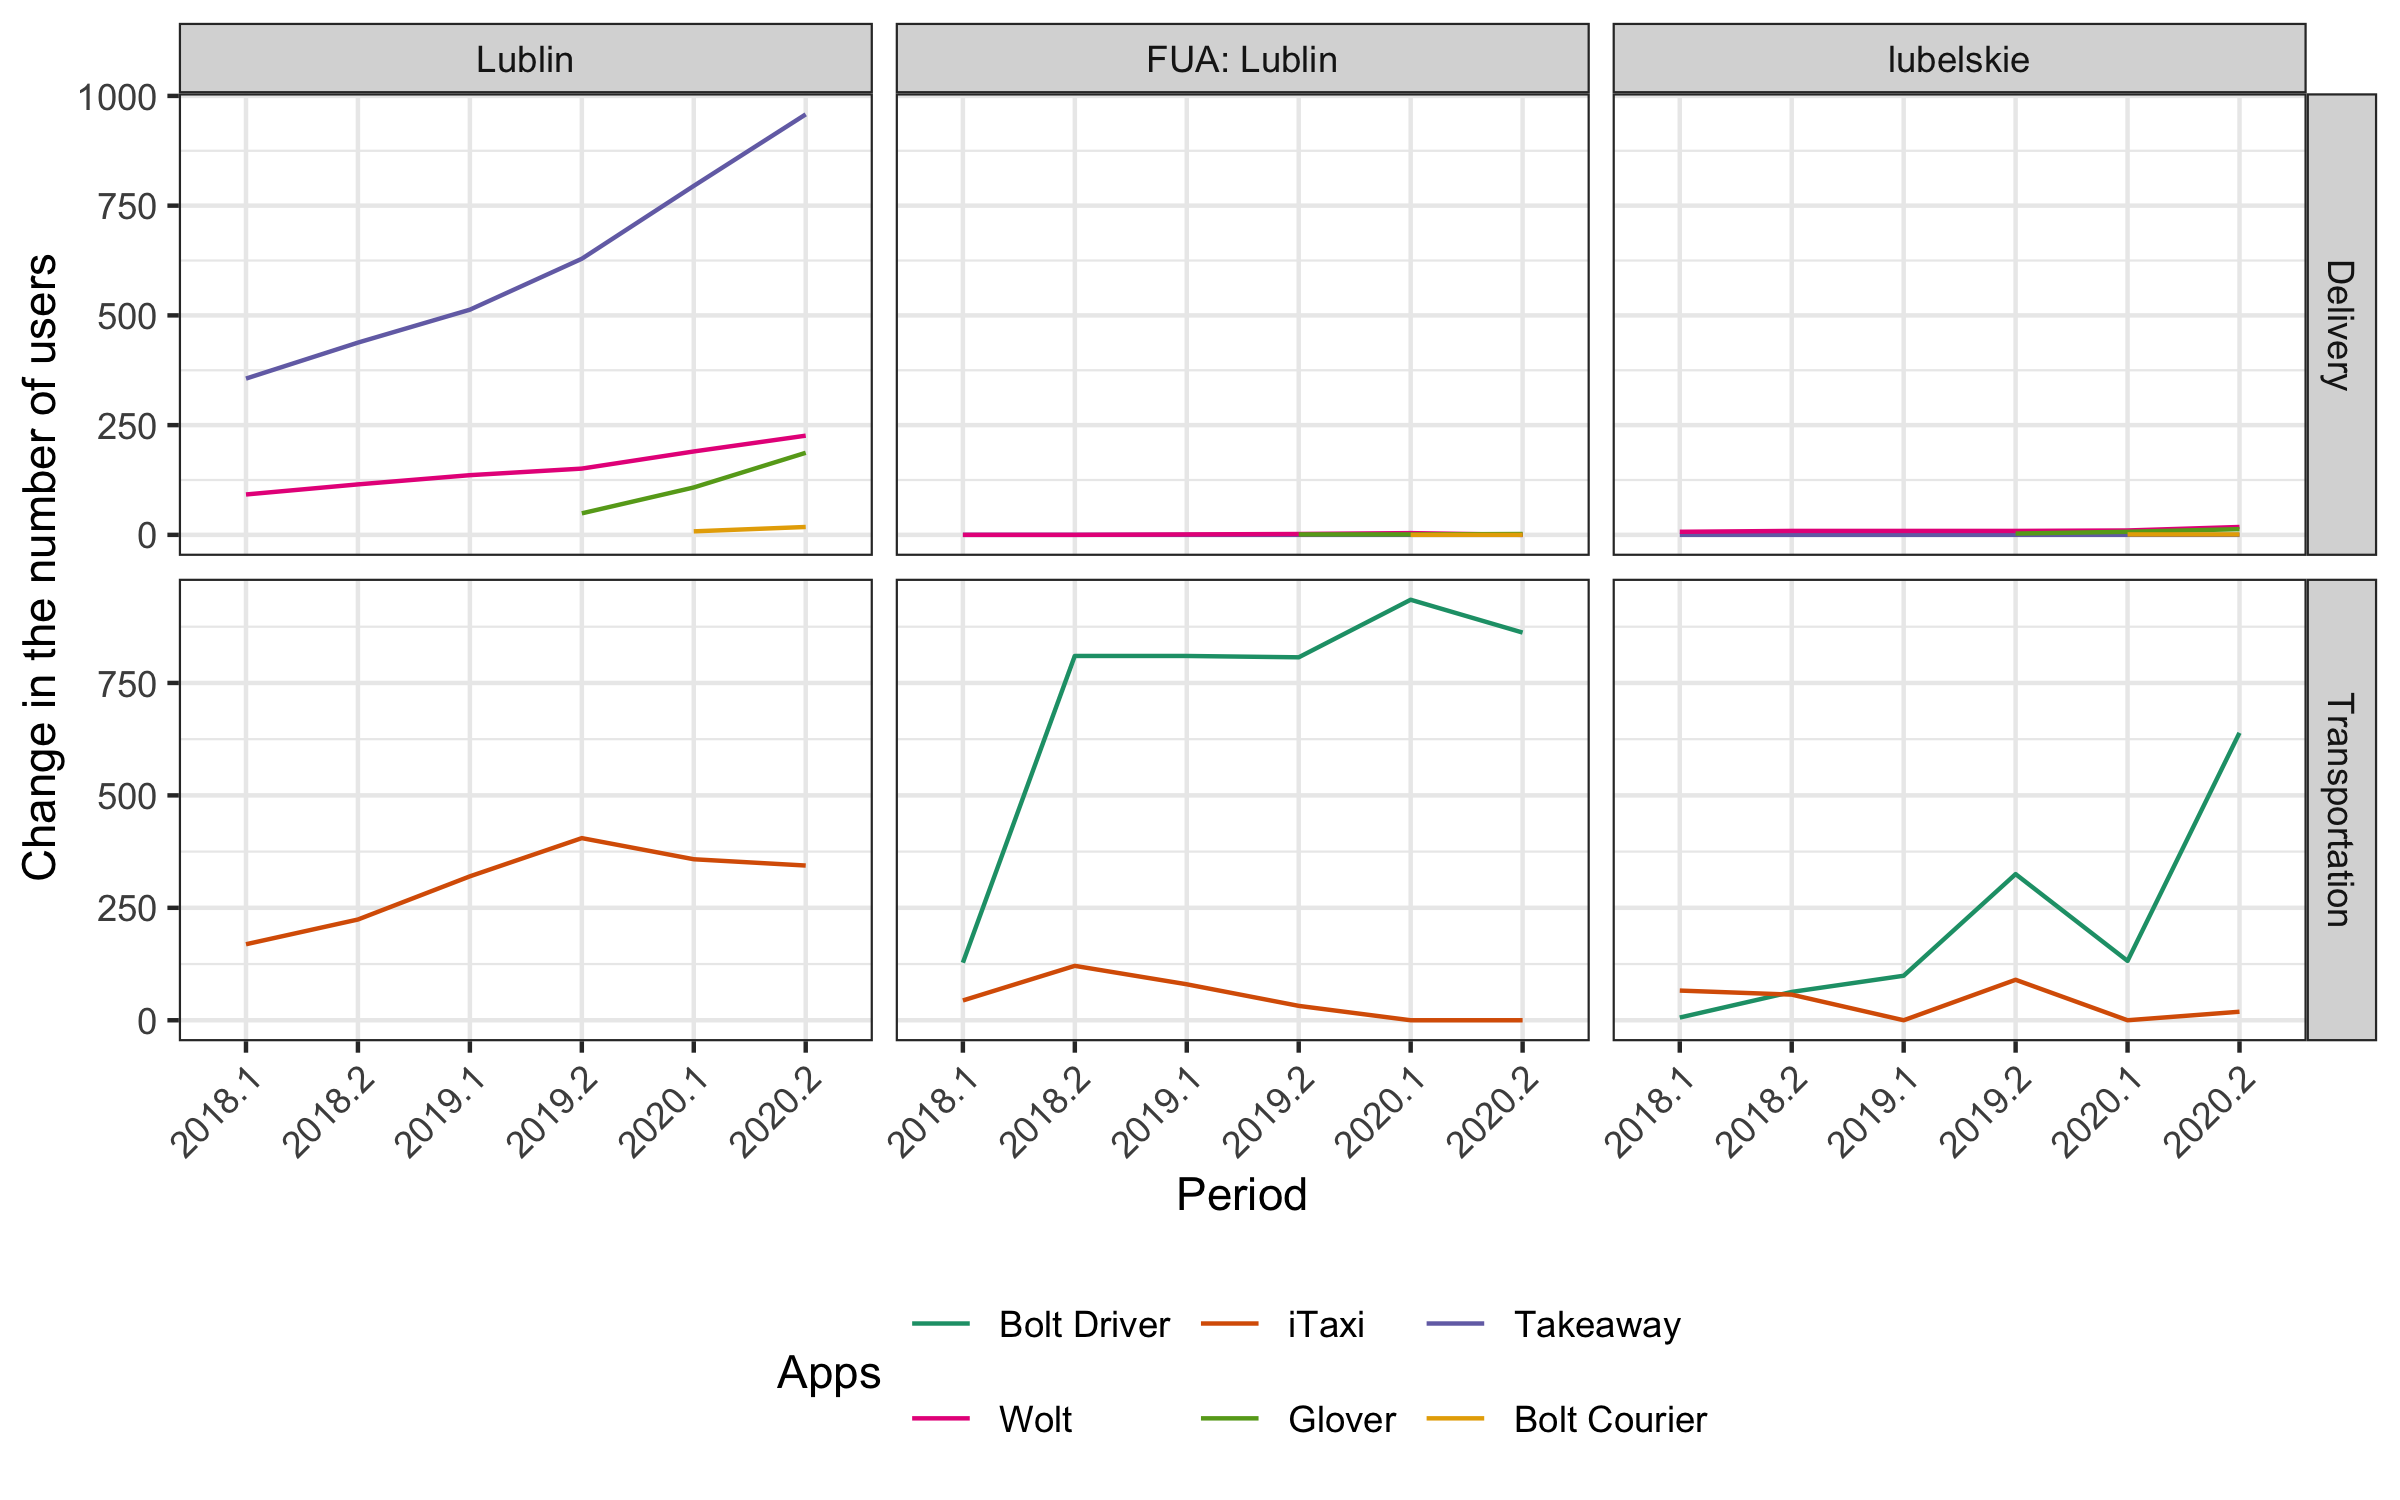 Lublin
FUA: Lublin
lubelskie
Change in the number of users
1000
750
500
250
0
Delivery
750
500
250
0
Transportation
2018.1
2018.2
2019.1
2019.2
2020.1
2020.2
2018.1
2018.2
2019.1
2019.2
2020.1
2020.2
2018.1
2018.2
2019.1
2019.2
2020.1
2020.2
Period
Apps
Bolt Driver
iTaxi
Takeaway
Wolt
Glover
Bolt Courier